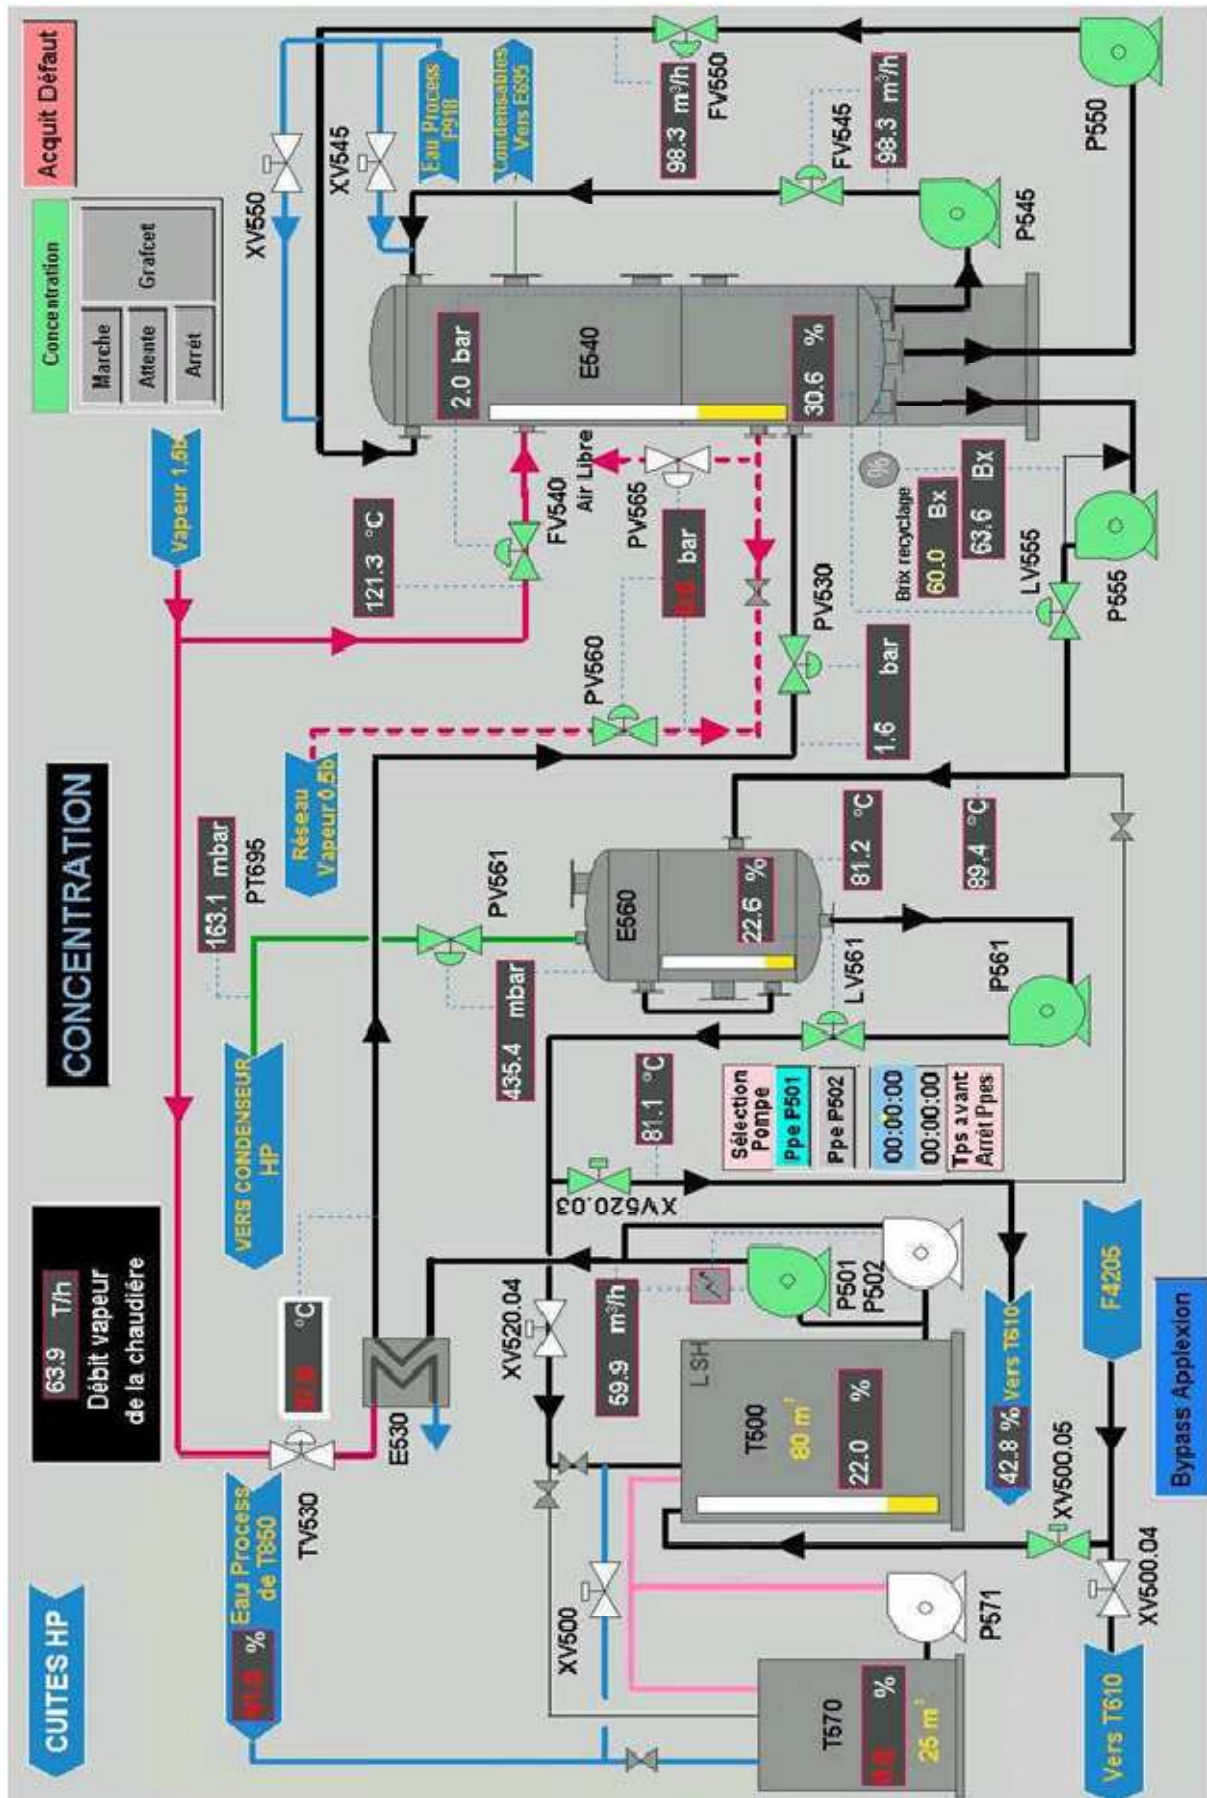 CUITES HP
63.9 T/h
Débit vapeur
de la chaudière
CONCENTRATION
Concentration
Marche
Attente
Arrêt
Grafcet
Acquit Défaut
%
Eau Process
de T850
TV530
°C
E530
VERS CONDENSEUR
HP
163.1 mbar
PT695
Vapeur 1,5b
Réseau
Vapeur 0.5b
PV561
435.4 mbar
PV560
bar
121.3 °C
FV540
Air Libre
PV565
2.0 bar
E540
30.6 %
XV550
XV545
Eau Process
P918
Condensables
Vers E695
98.3 m³/h
FV550
FV545
98.3 m³/h
P545
P550
XV500
XV520.04
XV520.03
81.1 °C
E560
22.6 %
LV561
P561
81.2 °C
89.4 °C
PV530
1.6 bar
%
Brix recyclage
60.0 Bx
63.6 Bx
LV555
P555
59.9 m³/h
P501
P502
Sélection
Pompe
Ppe P501
Ppe P502
00:00:00
00:00:00
Tps avant
Arrêt Ppes
LSH
T500
80 m³
22.0 %
T570
%
25 m³
P571
42.8 % Vers T610
XV500.05
XV500.04
F4205
Vers T610
Bypass Applexion